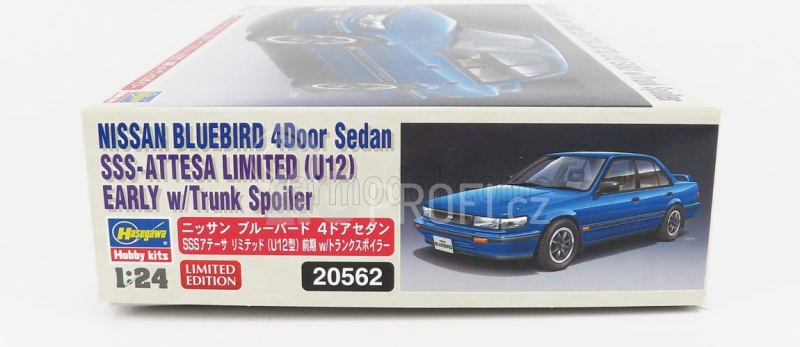 NISSAN BLUEBIRD 4Door Sedan
SSS-ATTESA LIMITED (U12)
EARLY w/Trunk Spoiler
ニッサン ブルーバード 4ドアセダン
SSSアテーサ リミテッド (U12型) 前期 w/トランクスポイラー
Hasegawa
Hobby kits
1:24
LIMITED
EDITION
20562
BLUEBIRD
PROFI.cz